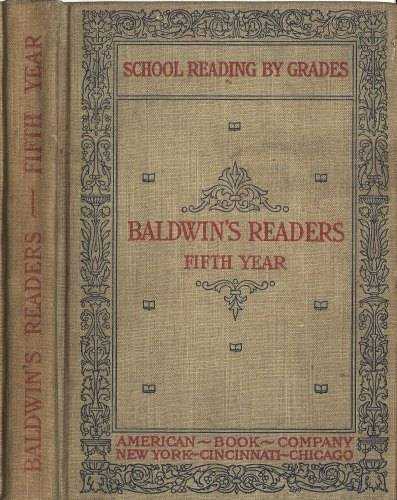 BALDWIN'S READERS — FIFTH YEAR
SCHOOL READING BY GRADES
BALDWIN'S READERS
FIFTH YEAR
AMERICAN~BOOK~COMPANY
NEW YORK~CINCINNATI~CHICAGO